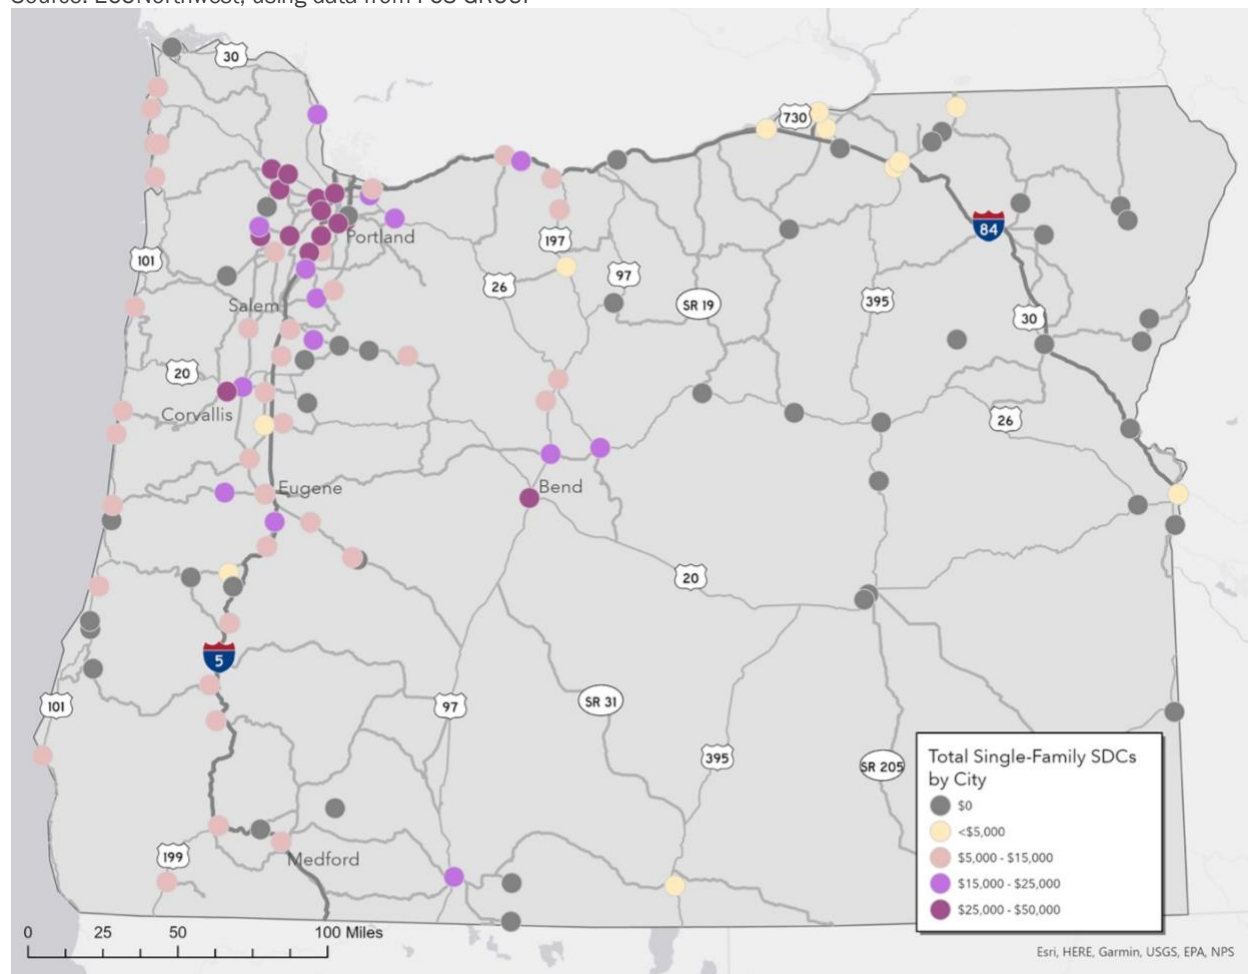 Source: ECONorthwest, using data from FCS GROUP
30
730
Portland
84
197
101
26
97
Salem
SR 19
395
30
20
Corvallis
26
Eugene
Bend
20
5
101
97
SR 31
395
SR 205
Total Single-Family SDCs
by City
$0
<$5,000
$5,000 - $15,000
$15,000 - $25,000
$25,000 - $50,000
199
Medford
0 25 50 100 Miles
Esri, HERE, Garmin, USGS, EPA, NPS